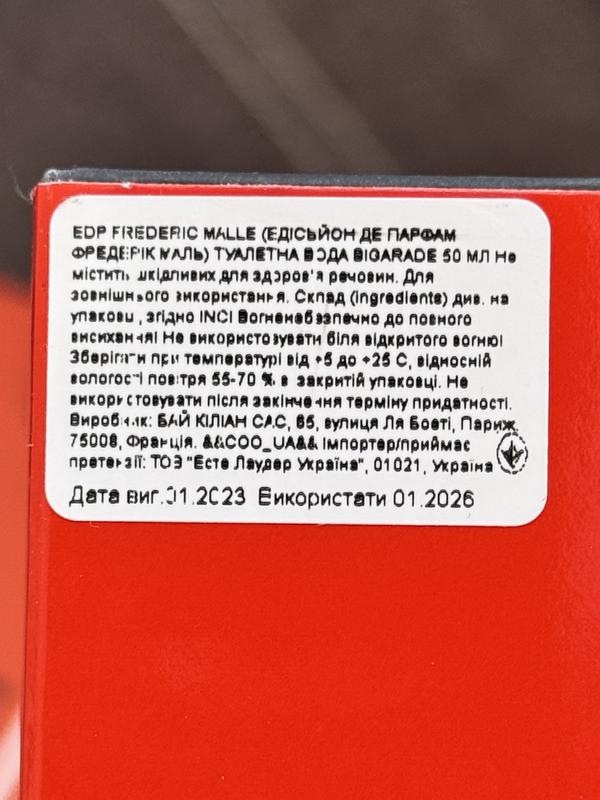 EDP FREDERIC MALLE (ЕДІСЬЙОН ДЕ ПАРФАМ
ФРЕДЕРІК МАЛЬ) ТУАЛЕТНА ВОДА BIGARADE 50 МЛ Не
містить шкідливих для здоров'я речовин. Для
зовнішнього використання. Склад (ingredients) див. на
упаковці, згідно INCI Вогненебезпечно до повного
висихання! Не використовувати біля відкритого вогню!
Зберігати при температурі від +5 до +25 С, відносній
вологості повітря 55-70 % в закритій упаковці. Не
використовувати після закінчення терміну придатності.
Виробник: БАЙ КІЛІАН САС, 65, вулиця Ля Боеті, Париж,
75008, Франція. &&COO_UA&& Імпортер/приймає
претензії: ТОВ "Есте Лаудер Україна", 01021, Україна
Дата виг.01.2023 Використати 01.2026